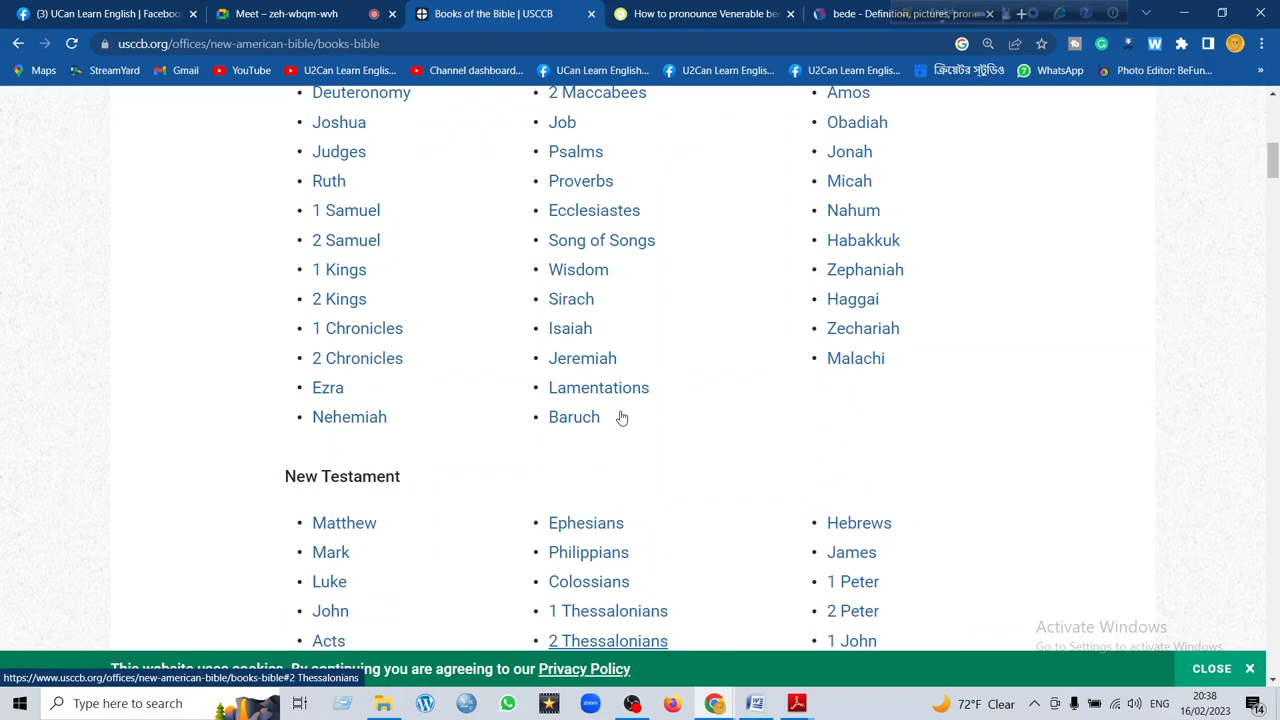 (3) UCan Learn English | Facebook
Meet – zeh-wbqm-wvh
Books of the Bible | USCCB
How to pronounce Venerable be
bede - Definition, pictures, pron
usccb.org/offices/new-american-bible/books-bible
Maps
StreamYard
Gmail
YouTube
U2Can Learn Englis...
Channel dashboard...
UCan Learn English...
U2Can Learn Englis...
U2Can Learn Englis...
ক্রিয়েটর স্টুডিও
WhatsApp
Photo Editor: BeFun...
»
• Deuteronomy
• Joshua
• Judges
• Ruth
• 1 Samuel
• 2 Samuel
• 1 Kings
• 2 Kings
• 1 Chronicles
• 2 Chronicles
• Ezra
• Nehemiah
• 2 Maccabees
• Job
• Psalms
• Proverbs
• Ecclesiastes
• Song of Songs
• Wisdom
• Sirach
• Isaiah
• Jeremiah
• Lamentations
• Baruch
• Amos
• Obadiah
• Jonah
• Micah
• Nahum
• Habakkuk
• Zephaniah
• Haggai
• Zechariah
• Malachi
New Testament
• Matthew
• Mark
• Luke
• John
• Acts
• Ephesians
• Philippians
• Colossians
• 1 Thessalonians
• 2 Thessalonians
• Hebrews
• James
• 1 Peter
• 2 Peter
• 1 John
Activate Windows
Go to Settings to activate Windows.
This website uses cookies. By continuing you are agreeing to our Privacy Policy
CLOSE ×
https://www.usccb.org/offices/new-american-bible/books-bible#2 Thessalonians
Type here to search
zoom
72°F Clear
ENG
20:38
16/02/2023
14